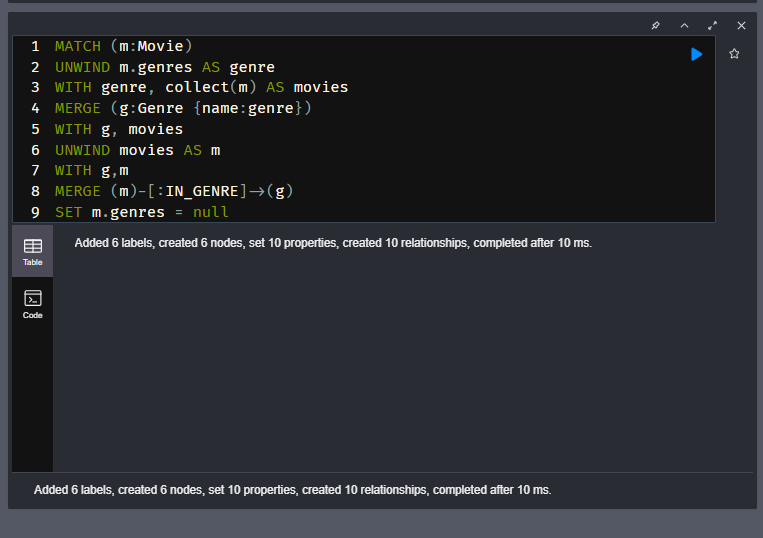 1 MATCH (m:Movie)
2 UNWIND m.genres AS genre
3 WITH genre, collect(m) AS movies
4 MERGE (g:Genre {name:genre})
5 WITH g, movies
6 UNWIND movies AS m
7 WITH g,m
8 MERGE (m)-[:IN_GENRE]→(g)
9 SET m.genres = null
Table
Added 6 labels, created 6 nodes, set 10 properties, created 10 relationships, completed after 10 ms.
Code
Added 6 labels, created 6 nodes, set 10 properties, created 10 relationships, completed after 10 ms.